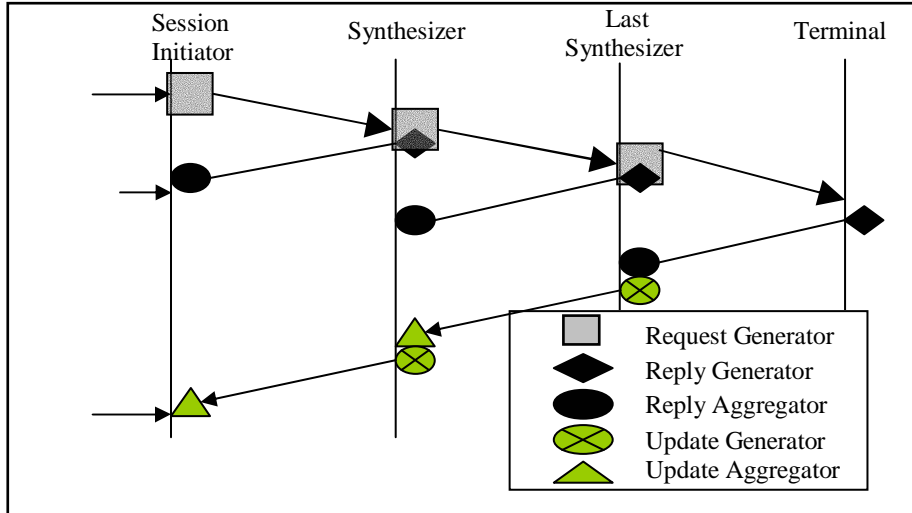 Session
Initiator
Synthesizer
Last
Synthesizer
Terminal
Request Generator
Reply Generator
Reply Aggregator
Update Generator
Update Aggregator